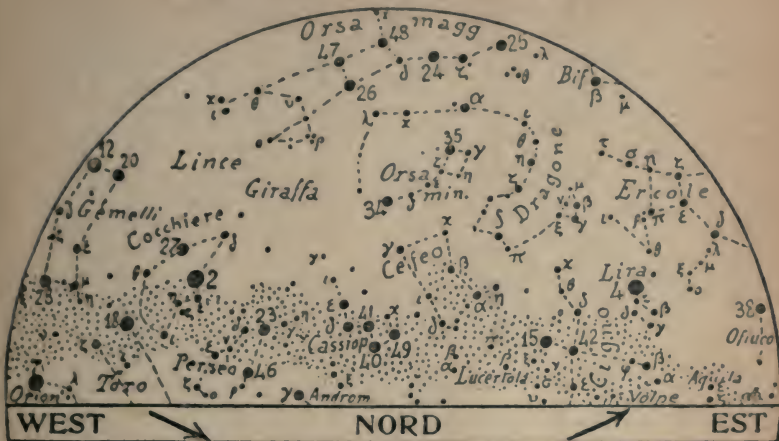 Orsa magg
47
48
δ
24
ζ
25
λ
θ
Bif
β
μ
26
χ
ι
θ
υ
ο
ρ
λ
χ
α
ι
θ
η
12
20
Lince
Giraffa
Orsa min.
35
γ
ζ
η
ε
δ
34
Dragone
ζ
π
ξ
τ
σ
η
ζ
Ercole
ε
π
δ
λ
μ
ξ
ο
ι
θ
Gemelli
Cocchiere
27
δ
2
θ
28
μ
η
Cefeo
γ
χ
β
α
η
χ
θ
δ
Lira
4
β
γ
38
Ofiuco
18
Perseo
23
46
Cassiop
41
40
49
χ
ε
δ
15
42
Cigno
Orion
λ
Toro
γ
Androm
Lucertola
Volpe
Aquila
WEST
NORD
EST